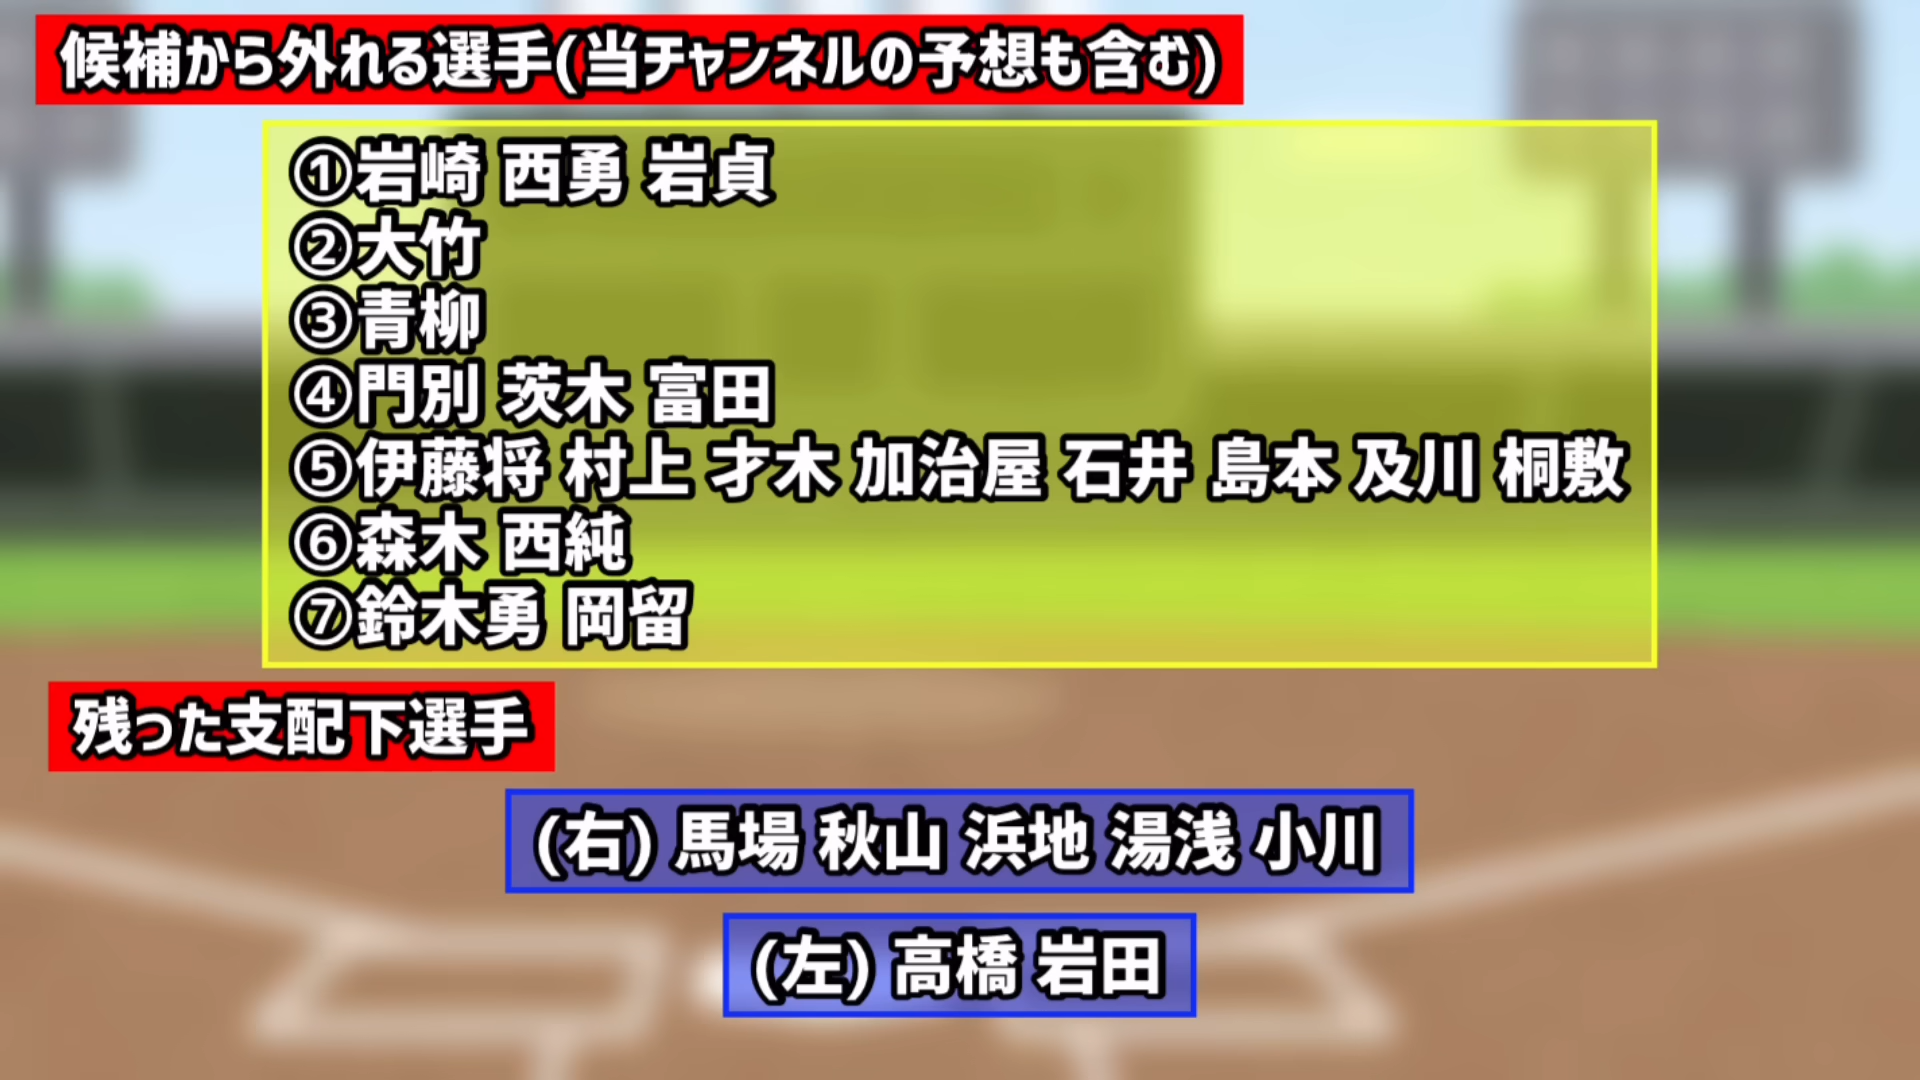 候補から外れる選手(当チャンネルの予想も含む)
①岩崎 西勇 岩貞
②大竹
③青柳
④門別 茨木 富田
⑤伊藤将 村上 才木 加治屋 石井 島本 及川 桐敷
⑥森木 西純
⑦鈴木勇 岡留
残った支配下選手
(右) 馬場 秋山 浜地 湯浅 小川
(左) 高橋 岩田